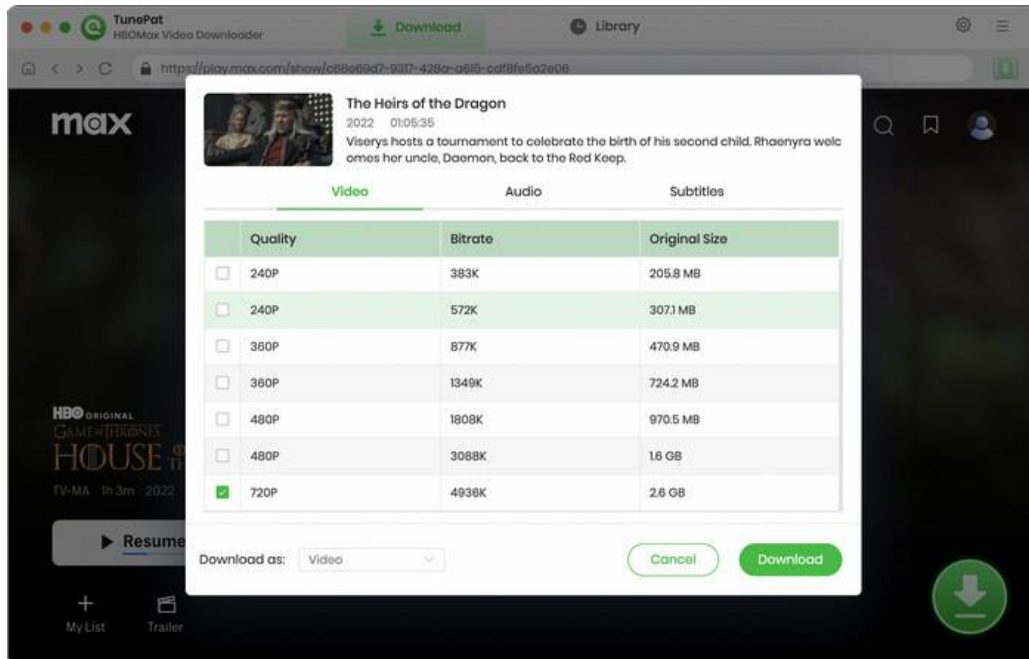 TunePat
HBOMax Video Downloader
Download
Library
https://play.max.com/show/c68e69d7-9317-428a-a615-cdf8fe5a2e06
max
The Heirs of the Dragon
2022 01:05:35
Viserys hosts a tournament to celebrate the birth of his second child. Rhaenyra welc
omes her uncle, Daemon, back to the Red Keep.
Video Audio Subtitles
Quality Bitrate Original Size
240P 383K 205.8 MB
240P 572K 307.1 MB
360P 877K 470.9 MB
360P 1349K 724.2 MB
480P 1808K 970.5 MB
480P 3088K 1.6 GB
720P 4936K 2.6 GB
HBO ORIGINAL
GAME OF THRONES
HOUSE OF
TV-MA 1h 3m 2022
Resume
Download as: Video Cancel Download
My List Trailer